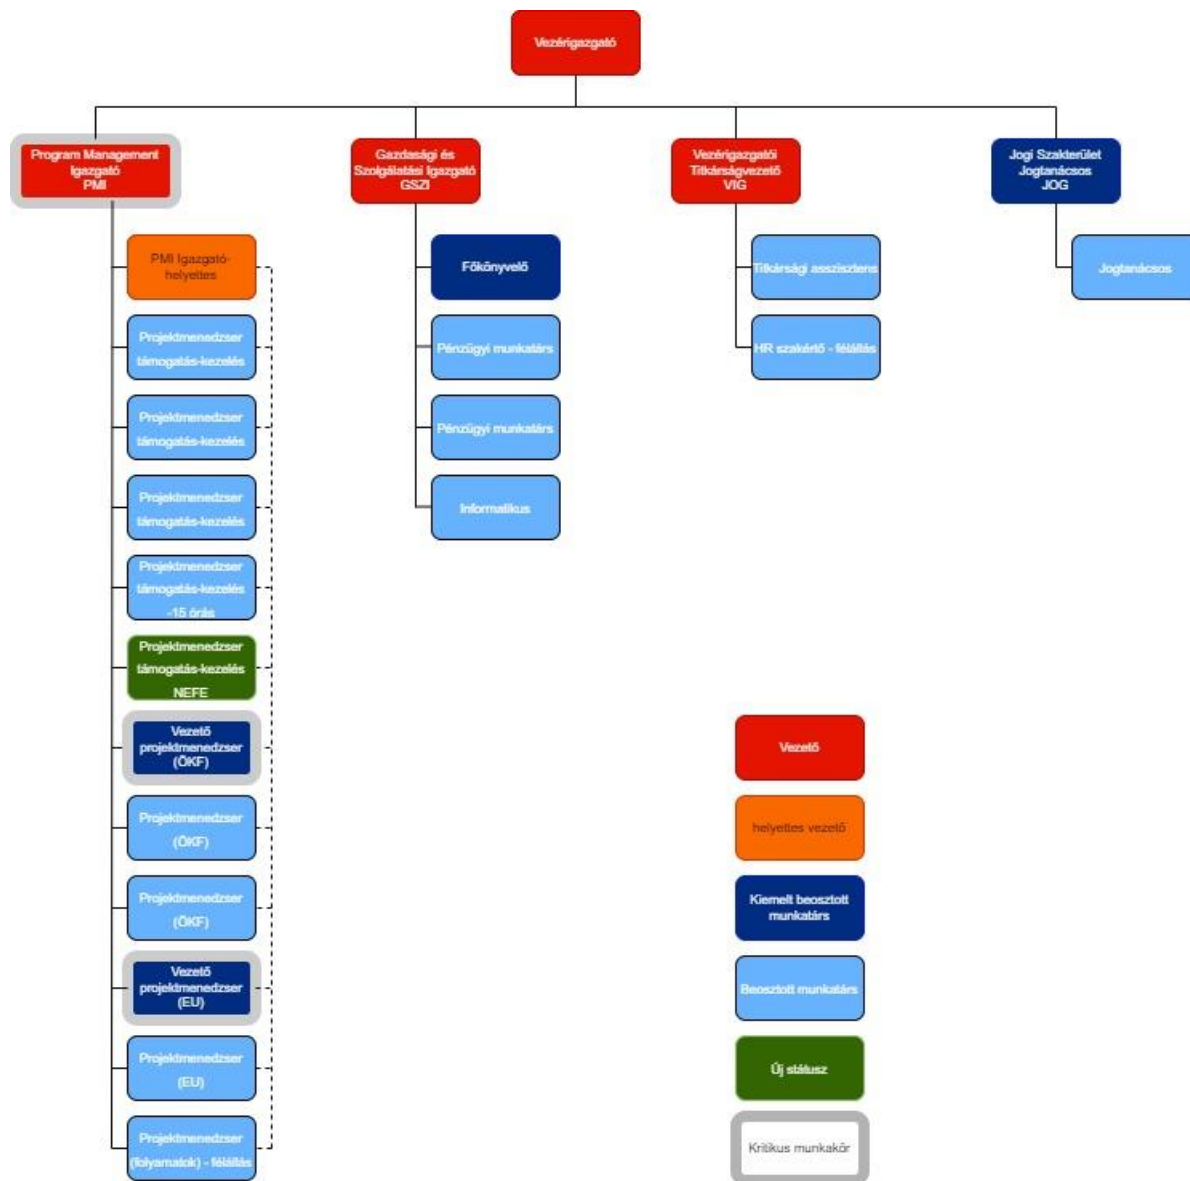 Vezérigazgató
Program Management
Igazgató
PMI
Gazdasági és
Szolgálatási Igazgató
GSZI
Vezérigazgatói
Titkárságvezető
VIG
Jogi Szakterület
Jogtanácsos
JOG
PMI Igazgató-
helyettes
Projektmenedzser
támogatás-kezelés
Projektmenedzser
támogatás-kezelés
Projektmenedzser
támogatás-kezelés
Projektmenedzser
támogatás-kezelés
-15 órás
Projektmenedzser
támogatás-kezelés
NEFE
Vezető
projektmenedzser
(ÖKF)
Projektmenedzser
(ÖKF)
Projektmenedzser
(ÖKF)
Vezető
projektmenedzser
(EU)
Projektmenedzser
(EU)
Projektmenedzser
(folyamatok) - félállás
Főkönyvelő
Pénzügyi munkatárs
Pénzügyi munkatárs
Informatikus
Titkársági asszisztens
HR szakértő - félállás
Jogtanácsos
Vezető
helyettes vezető
Kiemelt beosztott
munkatárs
Beosztott munkatárs
Új státusz
Kritikus munkakör